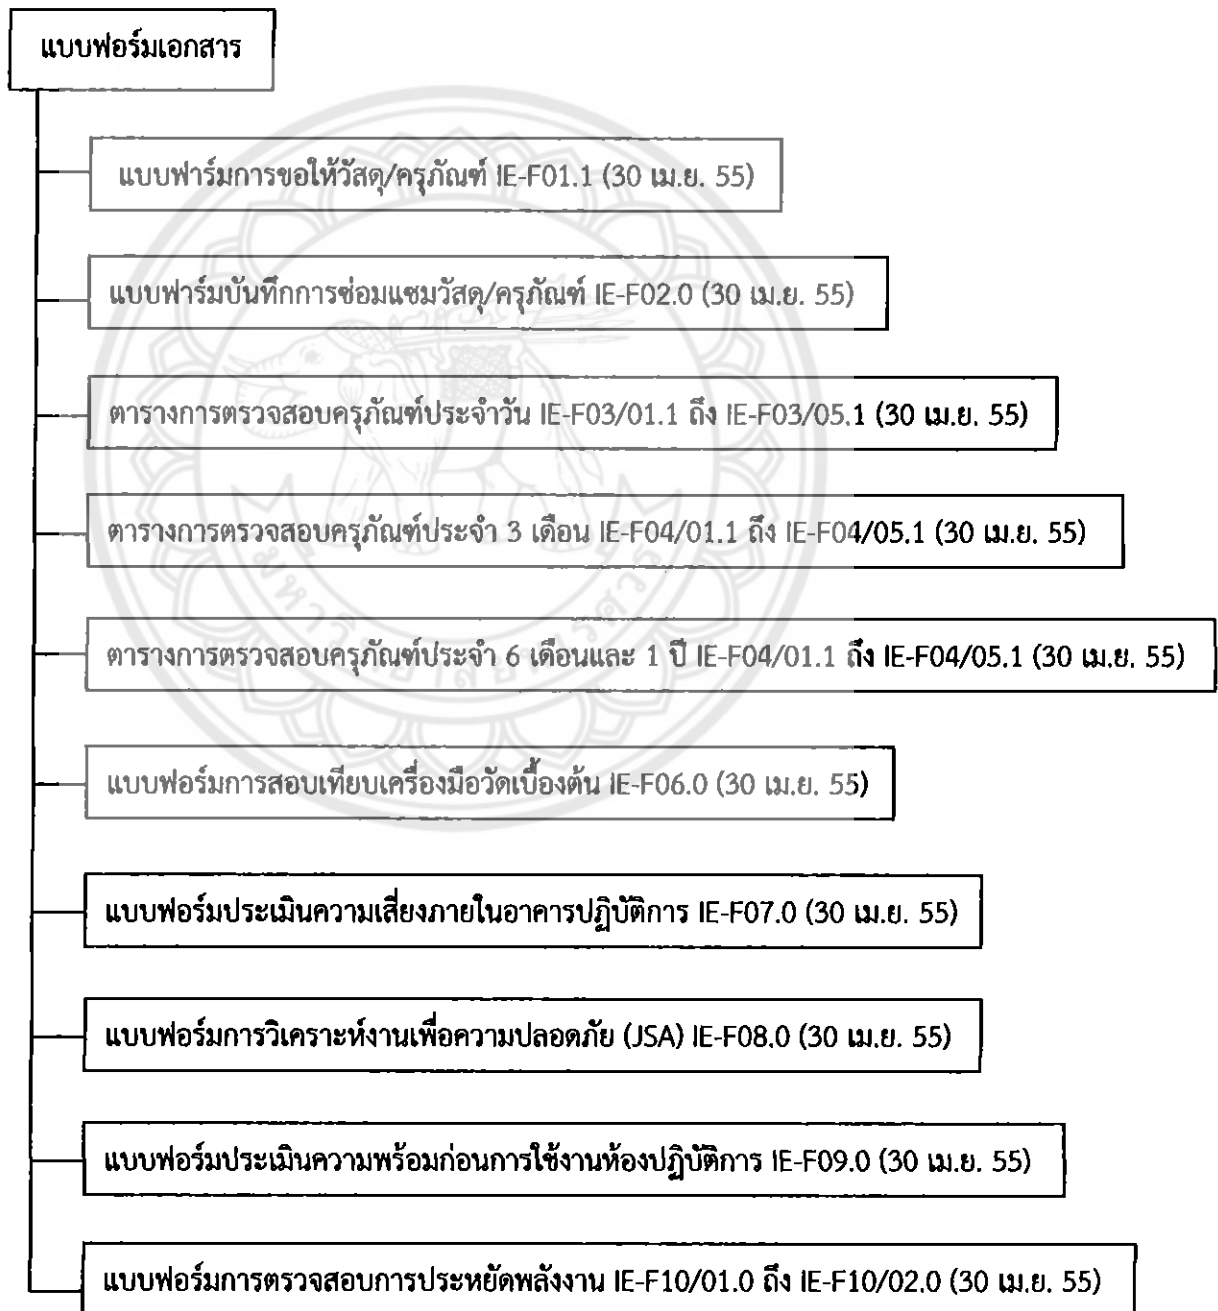 แบบฟอร์มเอกสาร
แบบฟาร์มการขอให้วัสดุ/ครุภัณฑ์ IE-F01.1 (30 เม.ย. 55)
แบบฟาร์มบันทึกการซ่อมแซมวัสดุ/ครุภัณฑ์ IE-F02.0 (30 เม.ย. 55)
ตารางการตรวจสอบครุภัณฑ์ประจำวัน IE-F03/01.1 ถึง IE-F03/05.1 (30 เม.ย. 55)
ตารางการตรวจสอบครุภัณฑ์ประจำ 3 เดือน IE-F04/01.1 ถึง IE-F04/05.1 (30 เม.ย. 55)
ตารางการตรวจสอบครุภัณฑ์ประจำ 6 เดือนและ 1 ปี IE-F04/01.1 ถึง IE-F04/05.1 (30 เม.ย. 55)
แบบฟอร์มการสอบเทียบเครื่องมือวัดเบื้องต้น IE-F06.0 (30 เม.ย. 55)
แบบฟอร์มประเมินความเสี่ยงภายในอาคารปฏิบัติการ IE-F07.0 (30 เม.ย. 55)
แบบฟอร์มการวิเคราะห์งานเพื่อความปลอดภัย (JSA) IE-F08.0 (30 เม.ย. 55)
แบบฟอร์มประเมินความพร้อมก่อนการใช้งานห้องปฏิบัติการ IE-F09.0 (30 เม.ย. 55)
แบบฟอร์มการตรวจสอบการประหยัดพลังงาน IE-F10/01.0 ถึง IE-F10/02.0 (30 เม.ย. 55)
มหาวิทยาลัยนเรศวร